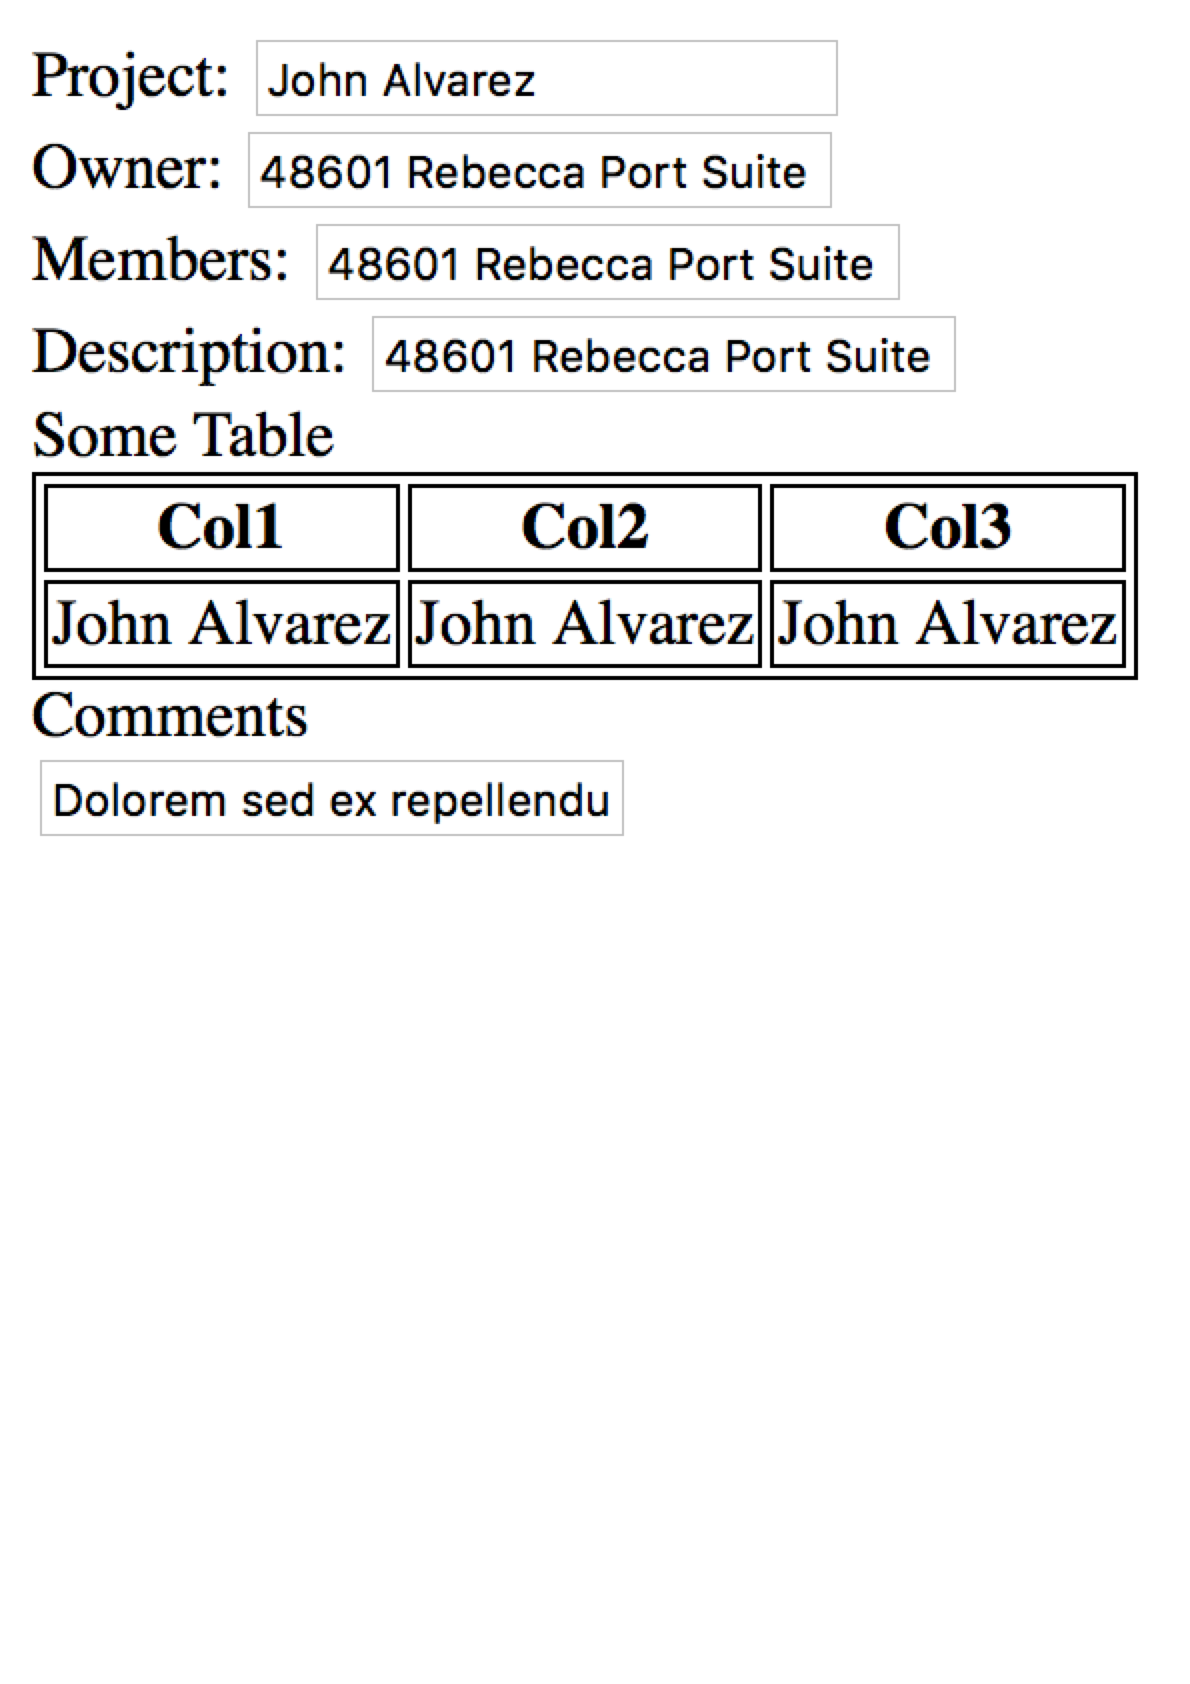 Project: John Alvarez
Owner: 48601 Rebecca Port Suite
Members: 48601 Rebecca Port Suite
Description: 48601 Rebecca Port Suite
Some Table
Col1 Col2 Col3
John Alvarez John Alvarez John Alvarez
Comments
Dolorem sed ex repellendu